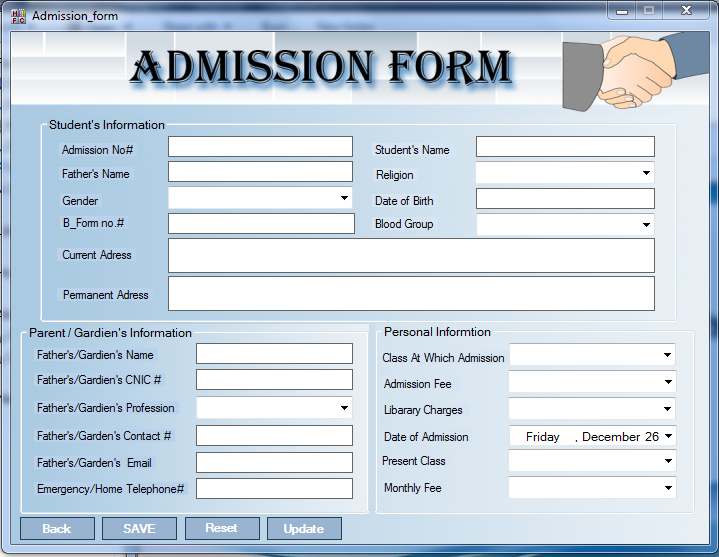 Admission_form
ADMISSION FORM
Student's Information
Admission No#
Student's Name
Father's Name
Religion
Gender
Date of Birth
B_Form no.#
Blood Group
Current Adress
Permanent Adress
Parent / Gardien's Information
Personal Informtion
Father's/Gardien's Name
Class At Which Admission
Father's/Gardien's CNIC #
Admission Fee
Father's/Gardien's Profession
Libarary Charges
Father's/Garden's Contact #
Date of Admission
Friday , December 26
Father's/Garden's Email
Present Class
Emergency/Home Telephone#
Monthly Fee
Back
SAVE
Reset
Update